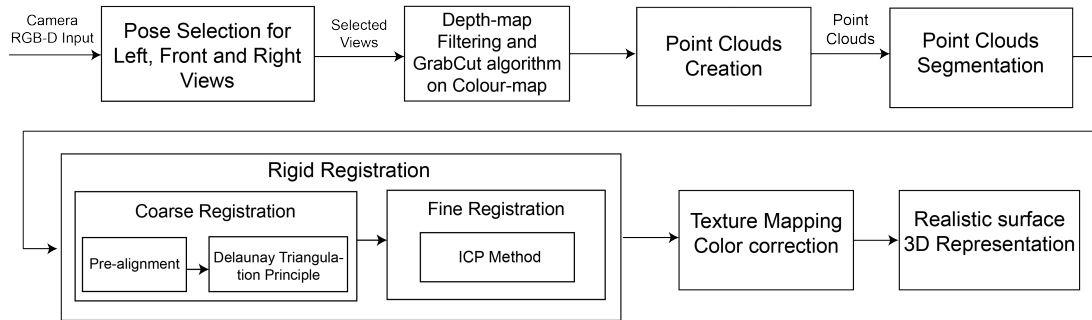 Camera
RGB-D Input
Pose Selection for
Left, Front and Right
Views
Selected
Views
Depth-map
Filtering and
GrabCut algorithm
on Colour-map
Point Clouds
Creation
Point
Clouds
Point Clouds
Segmentation
Rigid Registration
Coarse Registration
Pre-alignment
Delaunay Triangula-
tion Principle
Fine Registration
ICP Method
Texture Mapping
Color correction
Realistic surface
3D Representation